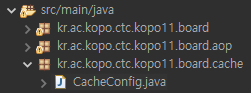 src/main/java
kr.ac.kopo.ctc.kopo11.board
kr.ac.kopo.ctc.kopo11.board.aop
kr.ac.kopo.ctc.kopo11.board.cache
CacheConfig.java